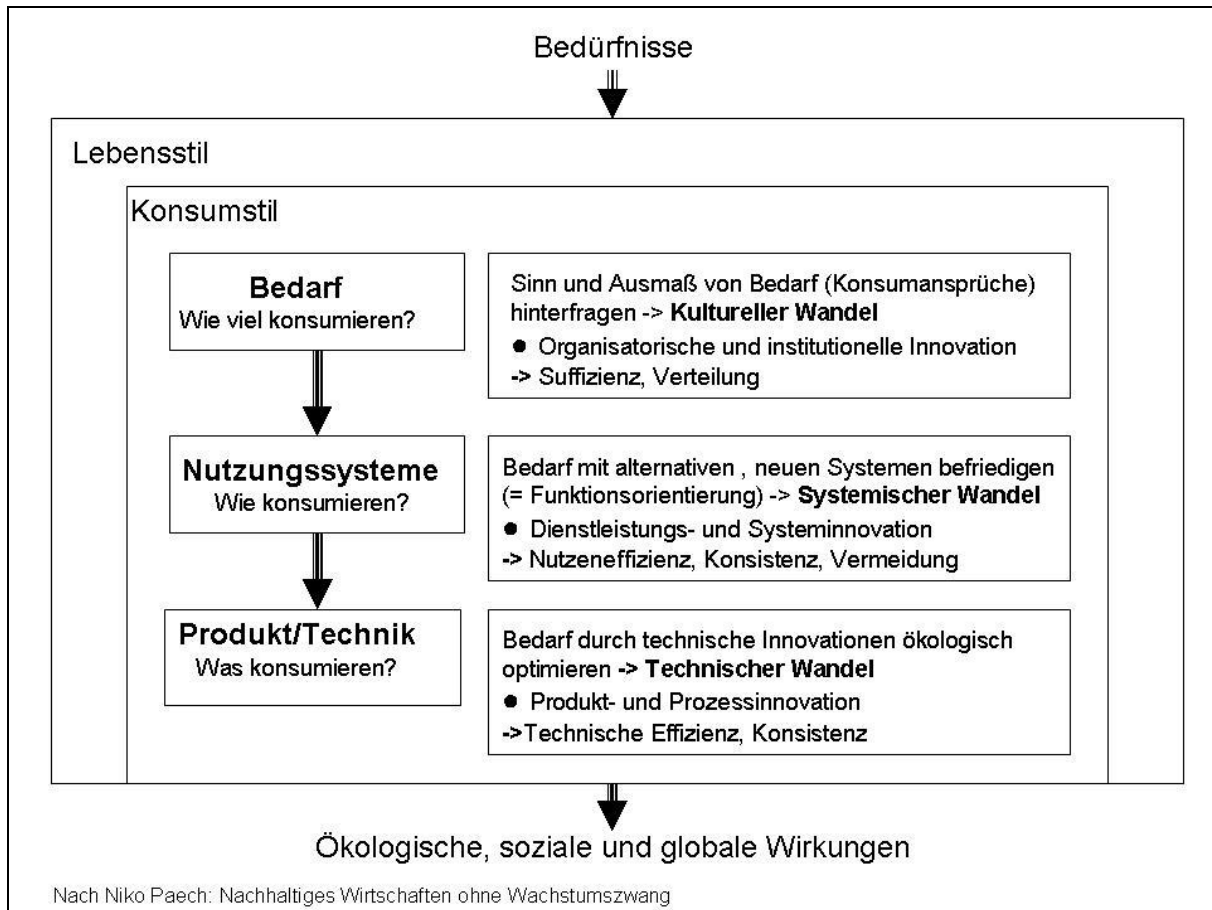 Bedürfnisse
Lebensstil
Konsumstil
Bedarf
Wie viel konsumieren?
Sinn und Ausmaß von Bedarf (Konsumansprüche)
hinterfragen -> Kultureller Wandel
● Organisatorische und institutionelle Innovation
-> Suffizienz, Verteilung
Nutzungssysteme
Wie konsumieren?
Bedarf mit alternativen , neuen Systemen befriedigen
(= Funktionsorientierung) -> Systemischer Wandel
● Dienstleistungs- und Systeminnovation
-> Nutzeneffizienz, Konsistenz, Vermeidung
Produkt/Technik
Was konsumieren?
Bedarf durch technische Innovationen ökologisch
optimieren -> Technischer Wandel
● Produkt- und Prozessinnovation
->Technische Effizienz, Konsistenz
Ökologische, soziale und globale Wirkungen
Nach Niko Paech: Nachhaltiges Wirtschaften ohne Wachstumszwang